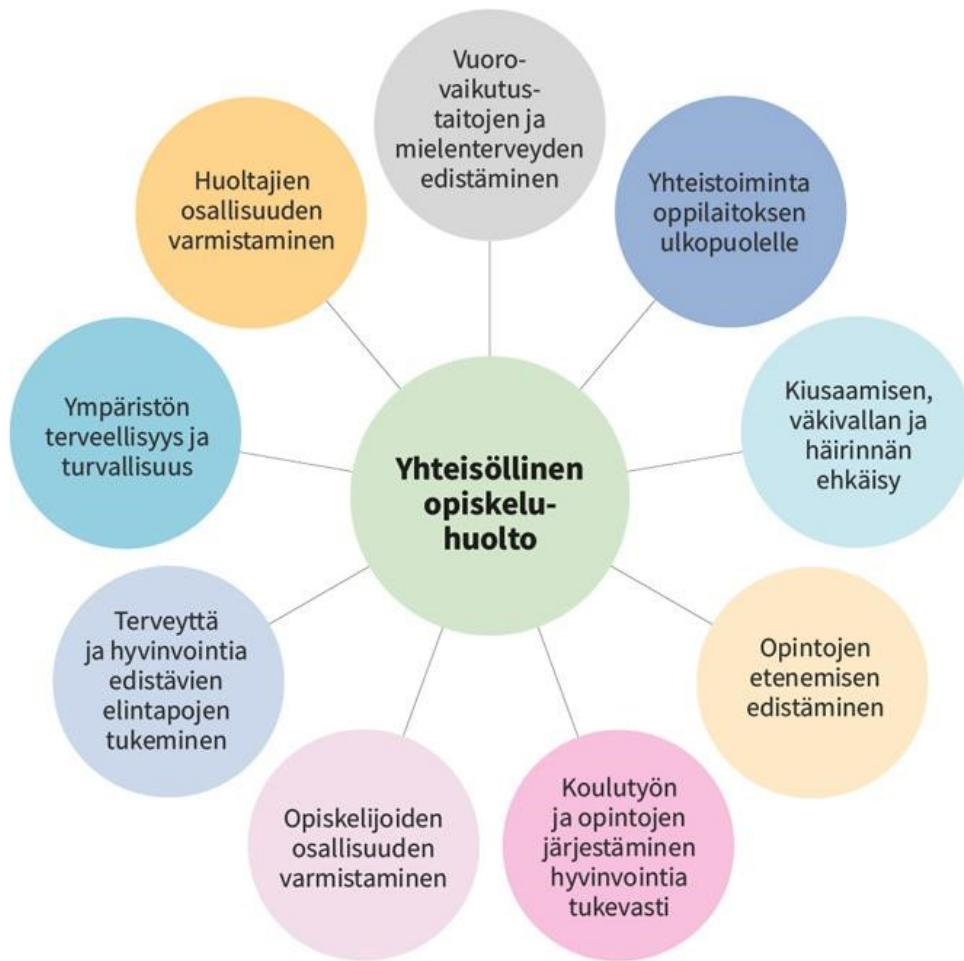 Vuoro-
vaikutus-
taitojen ja
mielenterveyden
edistäminen
Yhteistoiminta
oppilaitoksen
ulkopuolelle
Kiusaamisen,
väkivallan ja
häirinnän
ehkäisy
Opintojen
etenemisen
edistäminen
Koulutyön
ja opintojen
järjestäminen
hyvinvointia
tukevasti
Opiskelijoiden
osallisuuden
varmistaminen
Terveyttä
ja hyvinvointia
edistävien
elintapojen
tukeminen
Ympäristön
terveellisyys ja
turvallisuus
Huoltajien
osallisuuden
varmistaminen
Yhteisöllinen
opiskelu-
huolto